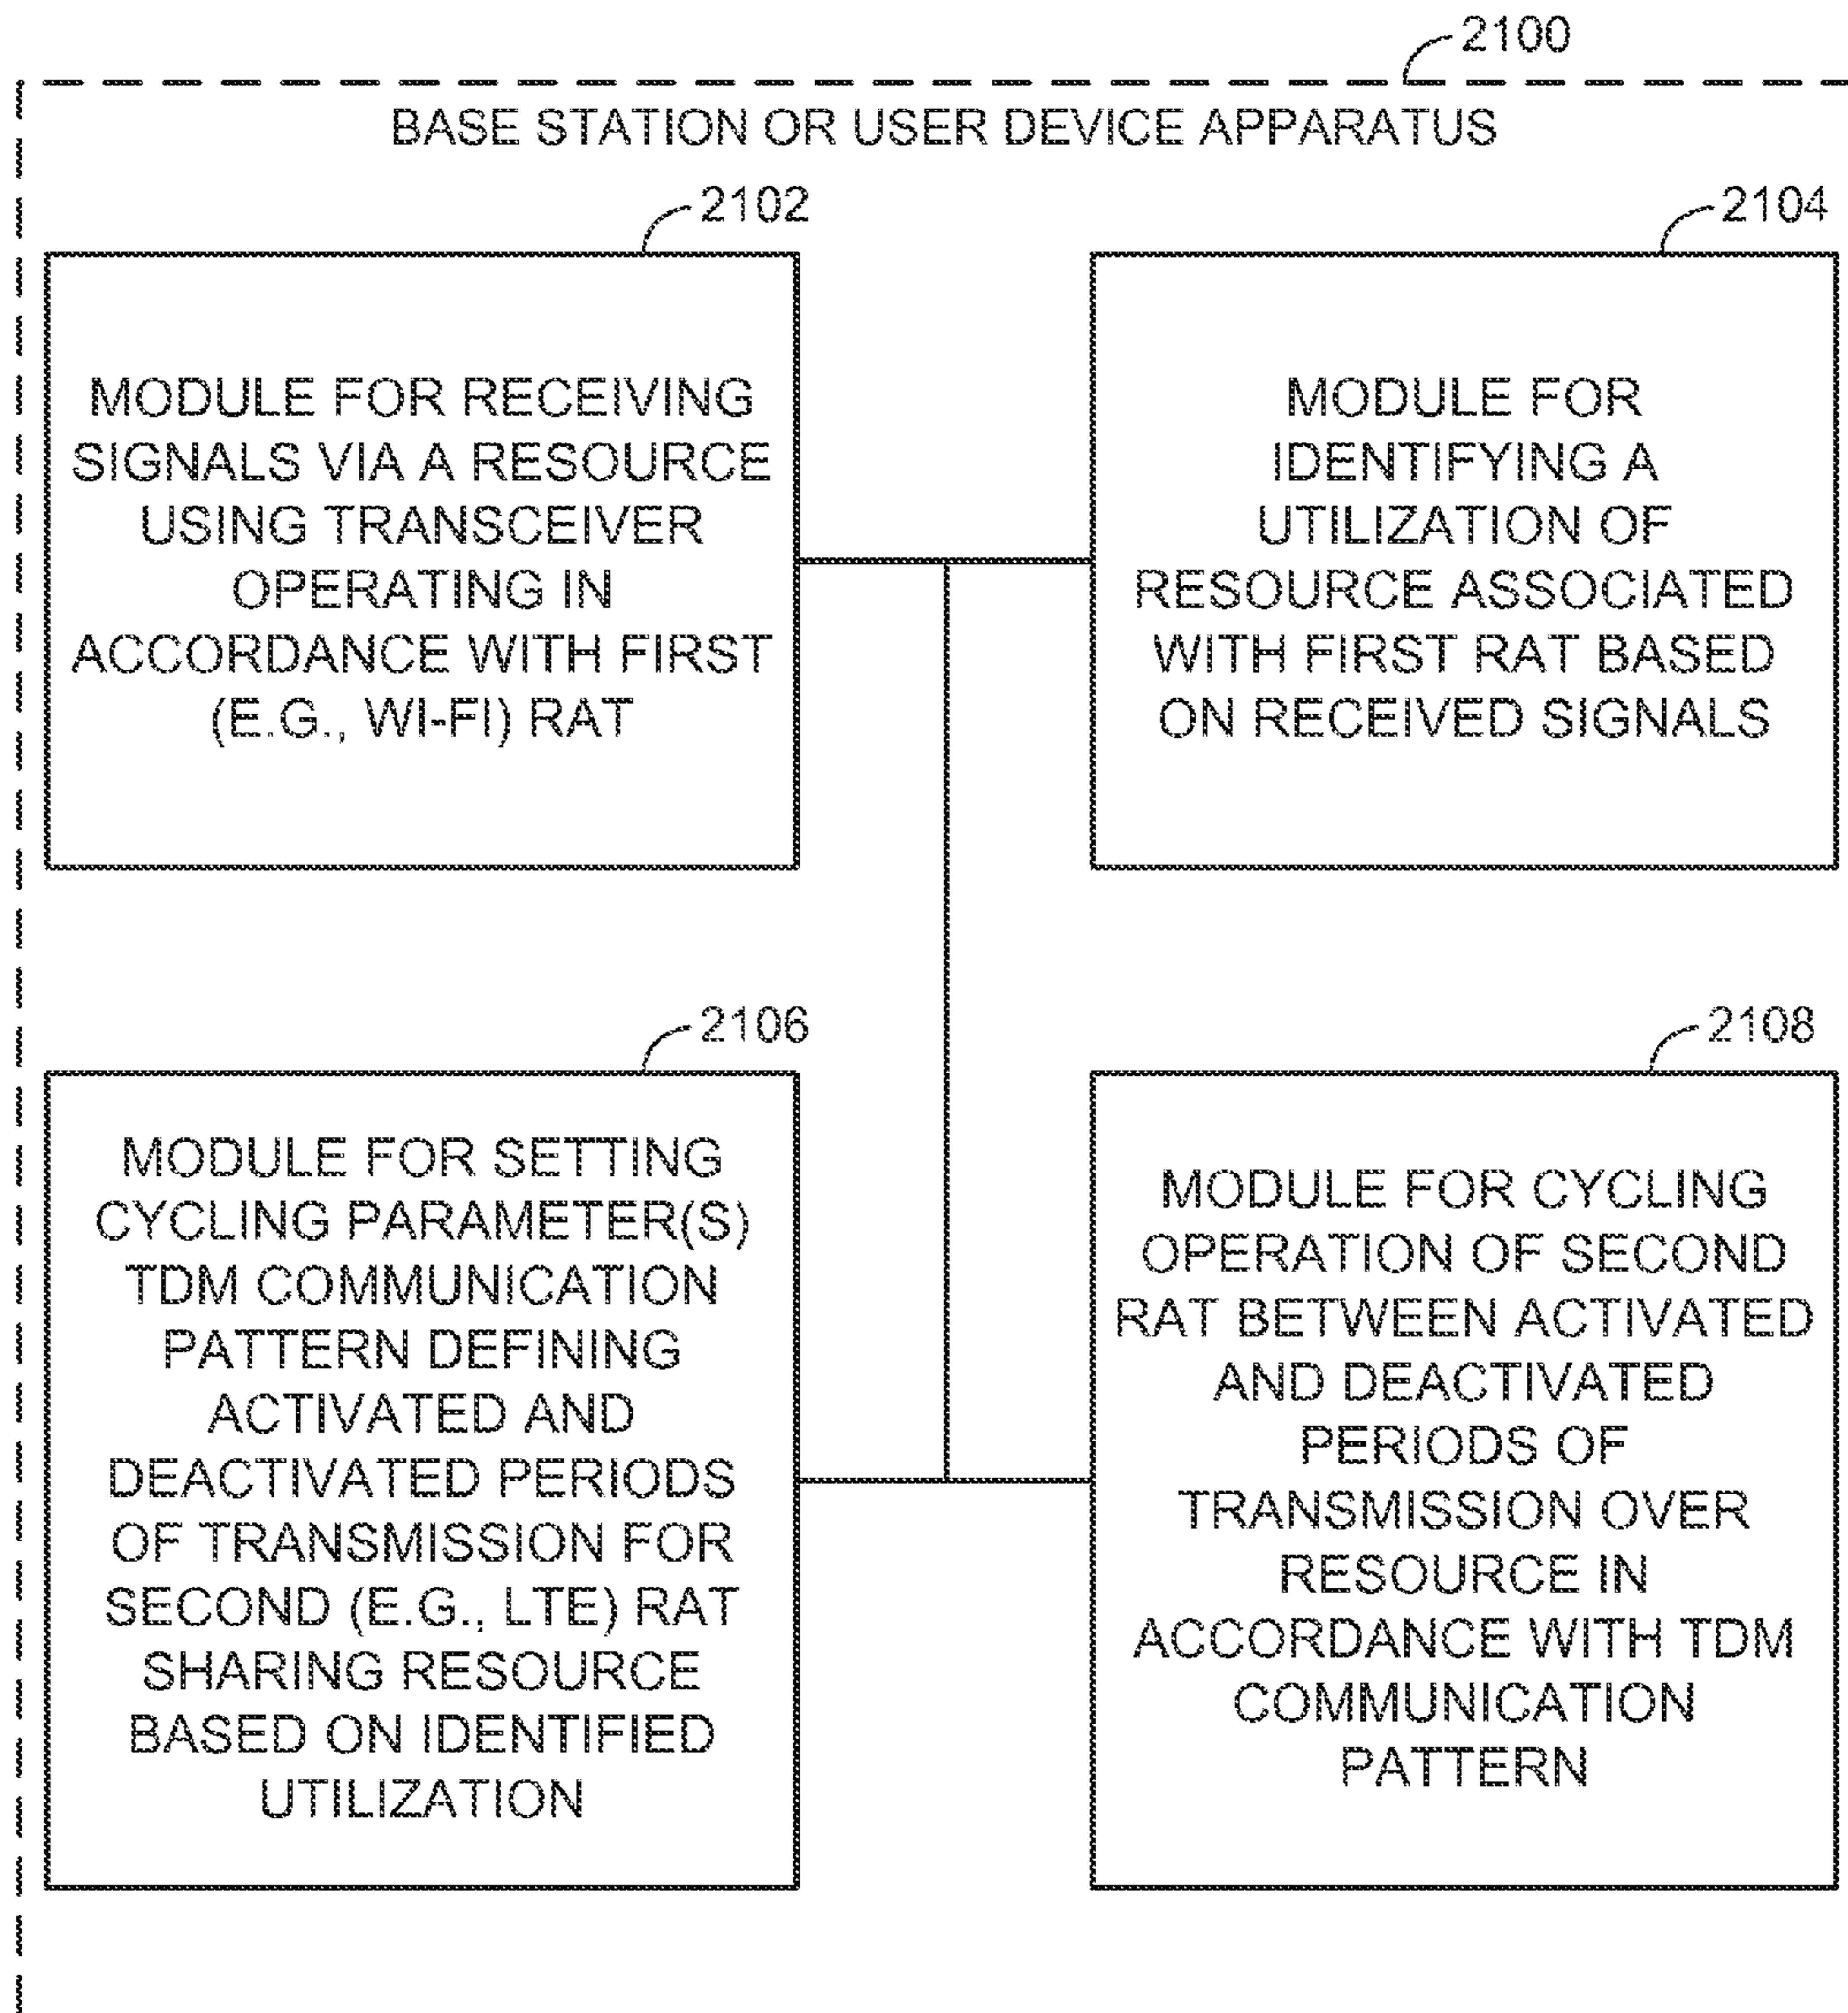 2100
BASE STATION OR USER DEVICE APPARATUS
2102
MODULE FOR RECEIVING
SIGNALS VIA A RESOURCE
USING TRANSCEIVER
OPERATING IN
ACCORDANCE WITH FIRST
(E.G., WI-FI) RAT
2104
MODULE FOR
IDENTIFYING A
UTILIZATION OF
RESOURCE ASSOCIATED
WITH FIRST RAT BASED
ON RECEIVED SIGNALS
2106
MODULE FOR SETTING
CYCLING PARAMETER(S)
TDM COMMUNICATION
PATTERN DEFINING
ACTIVATED AND
DEACTIVATED PERIODS
OF TRANSMISSION FOR
SECOND (E.G., LTE) RAT
SHARING RESOURCE
BASED ON IDENTIFIED
UTILIZATION
2108
MODULE FOR CYCLING
OPERATION OF SECOND
RAT BETWEEN ACTIVATED
AND DEACTIVATED
PERIODS OF
TRANSMISSION OVER
RESOURCE IN
ACCORDANCE WITH TDM
COMMUNICATION
PATTERN